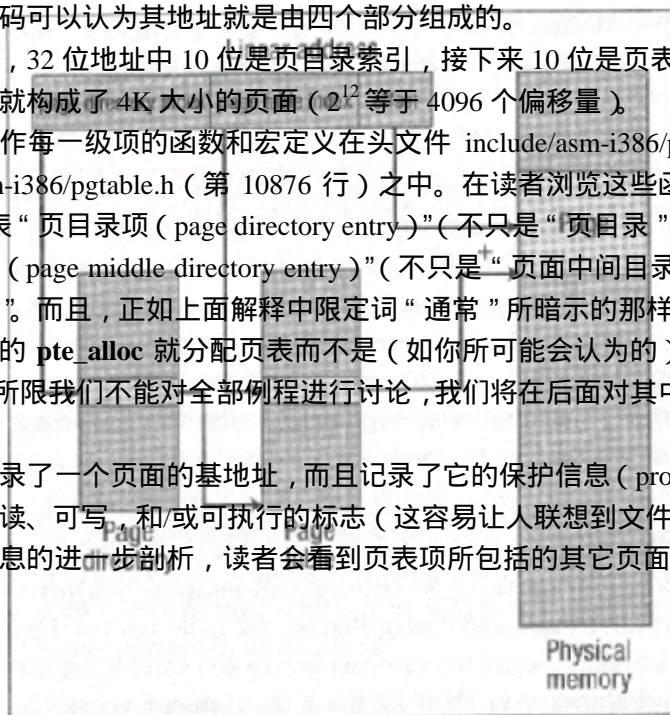 码可以认为其地址就是由四个部分组成的。
Linear address
，32 位地址中 10 位是页目录索引，接下来 10 位是页表
就构成了 4K 大小的页面（2¹² 等于 4096 个偏移量）。
作每一级项的函数和宏定义在头文件 include/asm-i386/p
-i386/pgtable.h（第 10876 行）之中。在读者浏览这些函
表“页目录项（page directory entry）”（不只是“页目录”
（page middle directory entry）”（不只是“页面中间目录
”。而且，正如上面解释中限定词“通常”所暗示的那样
的 pte_alloc 就分配页表而不是（如你所可能会认为的）
所限我们不能对全部例程进行讨论，我们将在后面对其中
录了一个页面的基地址，而且记录了它的保护信息（pro
读、可写，和/或可执行的标志（这容易让人联想到文件
息的进一步剖析，读者会看到页表项所包括的其它页面
Page
directory
Page
Physical
memory